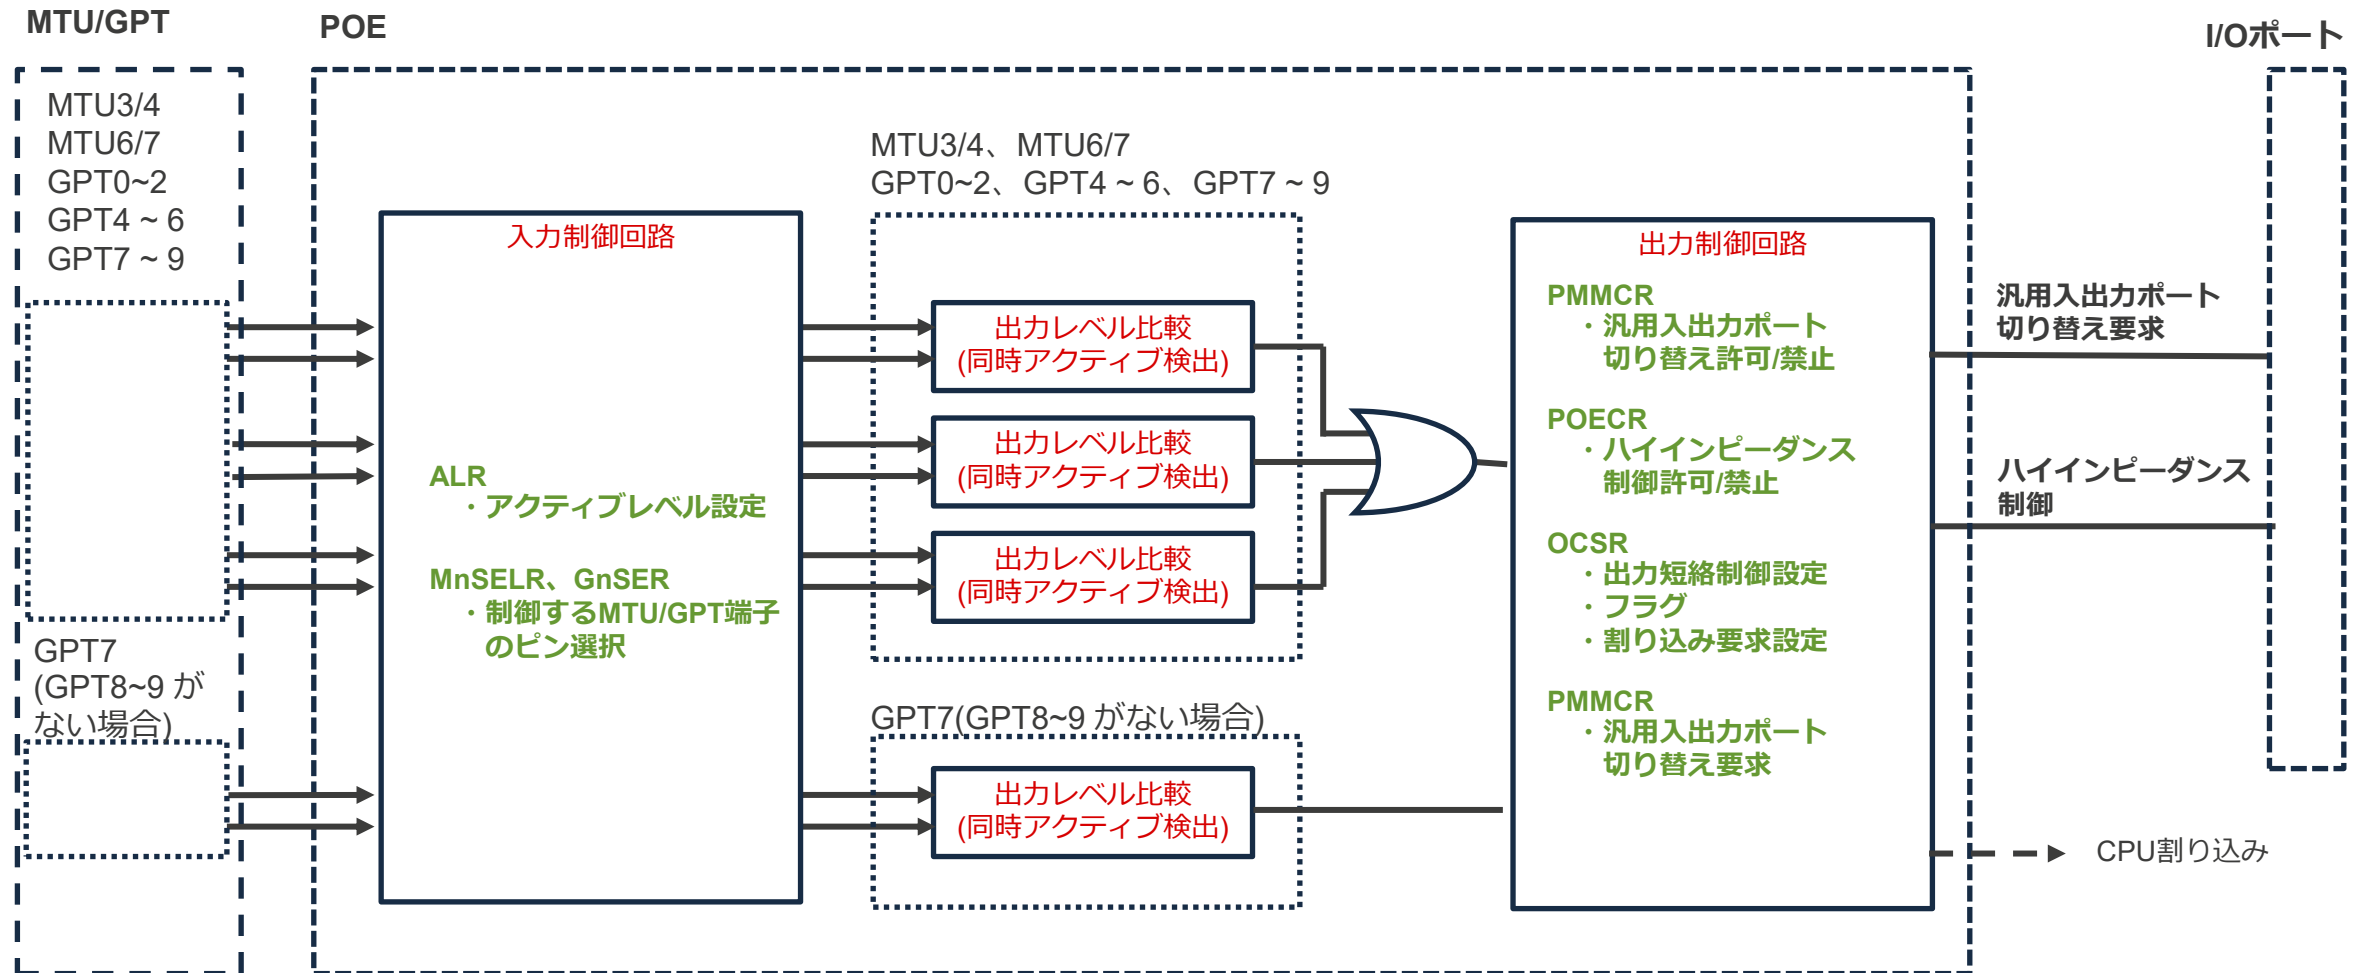 MTU/GPT
POE
I/Oポート
MTU3/4
MTU6/7
GPT0~2
GPT4 ~ 6
GPT7 ~ 9
GPT7
(GPT8~9 が
ない場合)
入力制御回路
ALR
・アクティブレベル設定
MnSELR、GnSER
・制御するMTU/GPT端子
のピン選択
MTU3/4、MTU6/7
GPT0~2、GPT4 ~ 6、GPT7 ~ 9
出力レベル比較
(同時アクティブ検出)
出力レベル比較
(同時アクティブ検出)
出力レベル比較
(同時アクティブ検出)
GPT7(GPT8~9 がない場合)
出力レベル比較
(同時アクティブ検出)
出力制御回路
PMMCR
・汎用入出力ポート
切り替え許可/禁止
POECR
・ハイインピーダンス
制御許可/禁止
OCSR
・出力短絡制御設定
・フラグ
・割り込み要求設定
PMMCR
・汎用入出力ポート
切り替え要求
汎用入出力ポート
切り替え要求
ハイインピーダンス
制御
CPU割り込み